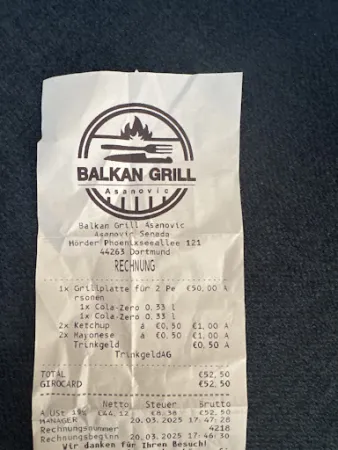 BALKAN GRILL
Asanovic
Balkan Grill Asanovic
Asanovic Senada
Hörder Phoenixseeallee 121
44263 Dortmund
RECHNUNG
1x Grillplatte für 2 Pe €50,00 A
rsonen
1x Cola-Zero 0.33 l
1x Cola-Zero 0.33 l
2x Ketchup à €0,50 €1,00 A
2x Mayonese à €0,50 €1,00 A
Trinkgeld €0,50 A
TrinkgeldAG
TOTAL €52,50
GIROCARD €52,50
Netto Steuer Brutto
A.USt 19% €44,12 €8,38 €52,50
MANAGER 20.03.2025 17:47:28
Rechnungsnummer 4218
Rechnungsbeginn 20.03.2025 17:46:30
Wir danken für Ihren Besuch!